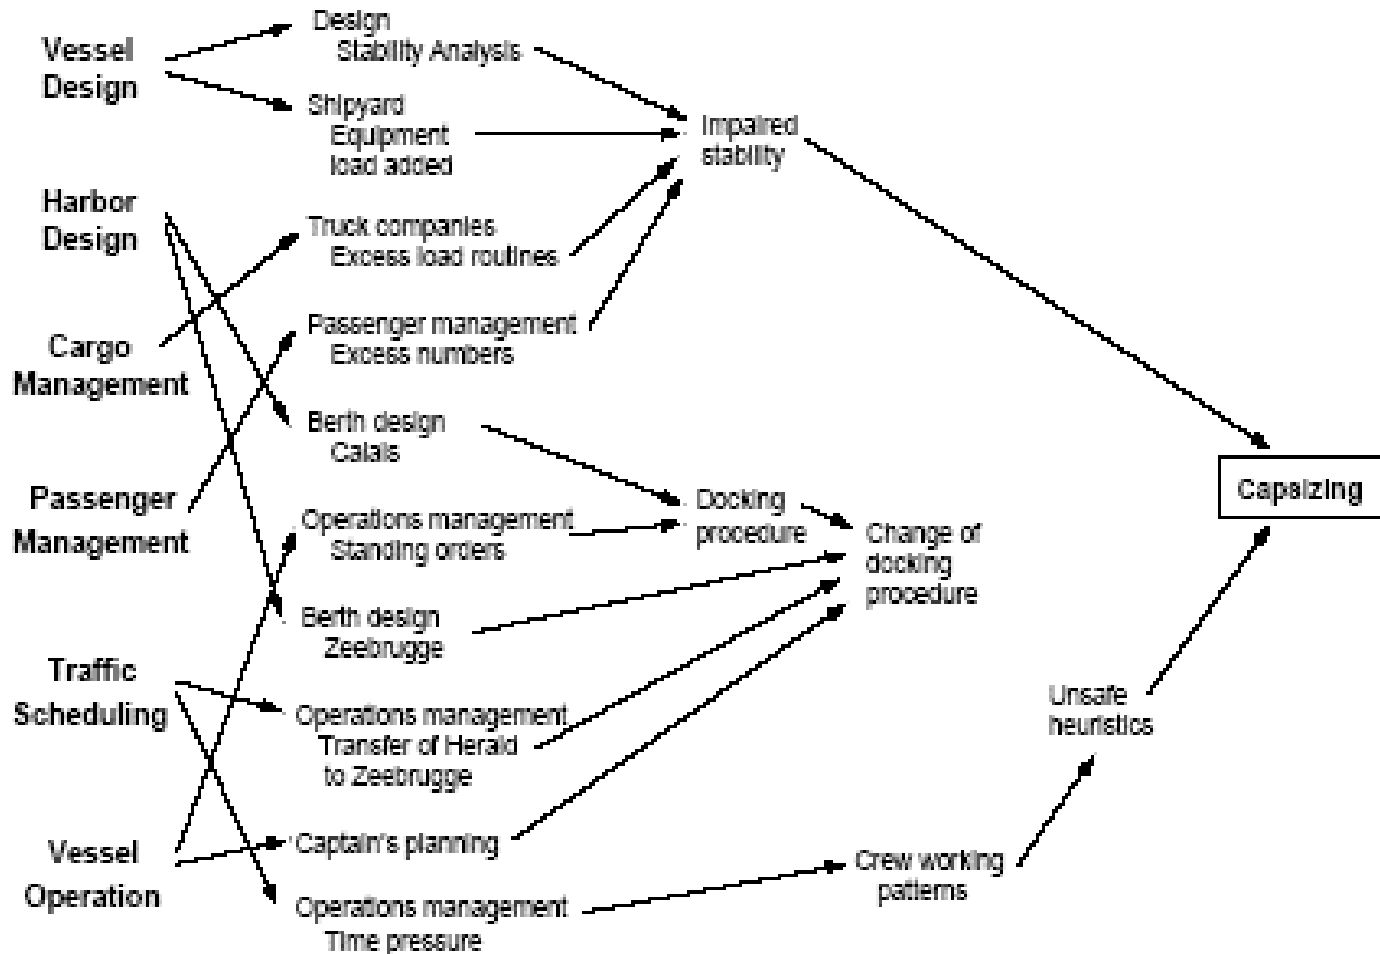 Vessel
Design
Harbor
Design
Cargo
Management
Passenger
Management
Traffic
Scheduling
Vessel
Operation
Design
Stability Analysis
Shipyard
Equipment
load added
Truck companies
Excess load routines
Passenger management
Excess numbers
Berth design
Calais
Operations management
Standing orders
Berth design
Zeebrugge
Operations management
Transfer of Herald
to Zeebrugge
Captain's planning
Operations management
Time pressure
Impaired
stability
Docking
procedure
Change of
docking
procedure
Crew working
patterns
Unsafe
heuristics
Capsizing